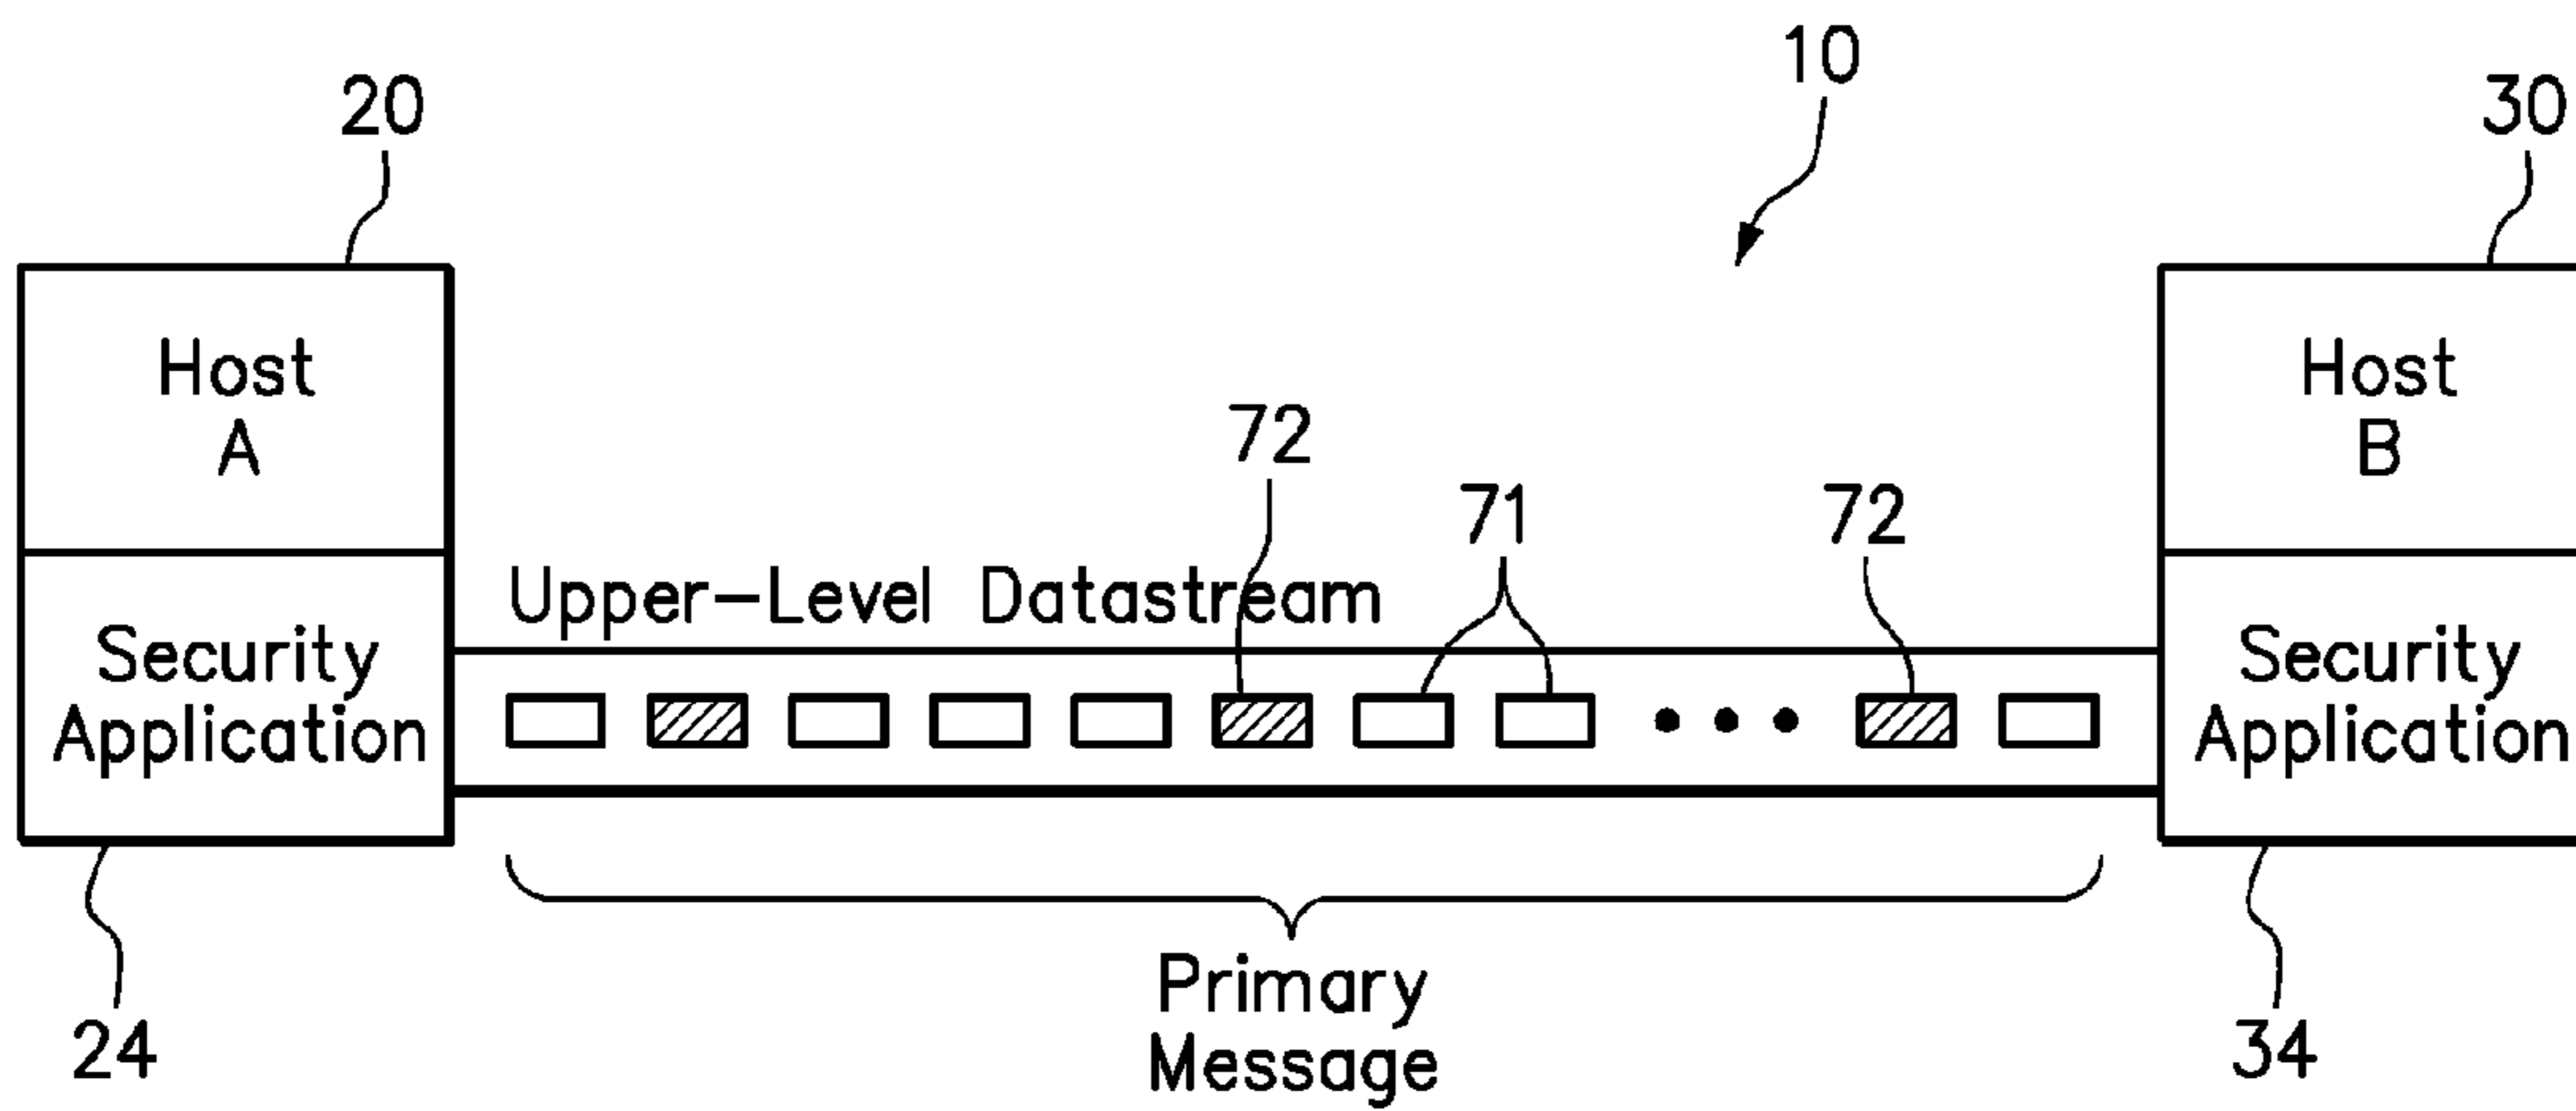 10
20
30
Host
A
Host
B
72
71
72
Upper-Level Datastream
Security
Application
Security
Application
Primary
Message
24
34